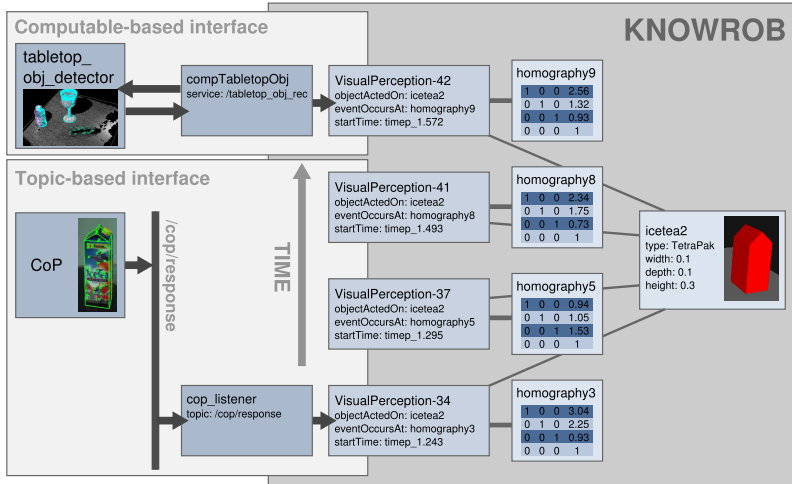 Computable-based interface
KNOWROB
tabletop_
obj_detector
compTabletopObj
service: /tabletop_obj_rec
VisualPerception-42
objectActedOn: icetea2
eventOccursAt: homography9
startTime: timep_1.572
homography9
1 0 0 2.56
0 1 0 1.32
0 0 1 0.93
0 0 0 1
Topic-based interface
VisualPerception-41
objectActedOn: icetea2
eventOccursAt: homography8
startTime: timep_1.493
homography8
1 0 0 2.34
0 1 0 1.75
0 0 1 0.73
0 0 0 1
CoP
/cop/response
TIME
icetea2
type: TetraPak
width: 0.1
depth: 0.1
height: 0.3
VisualPerception-37
objectActedOn: icetea2
eventOccursAt: homography5
startTime: timep_1.295
homography5
1 0 0 0.94
0 1 0 1.05
0 0 1 1.53
0 0 0 1
cop_listener
topic: /cop/response
VisualPerception-34
objectActedOn: icetea2
eventOccursAt: homography3
startTime: timep_1.243
homography3
1 0 0 3.04
0 1 0 2.25
0 0 1 0.93
0 0 0 1